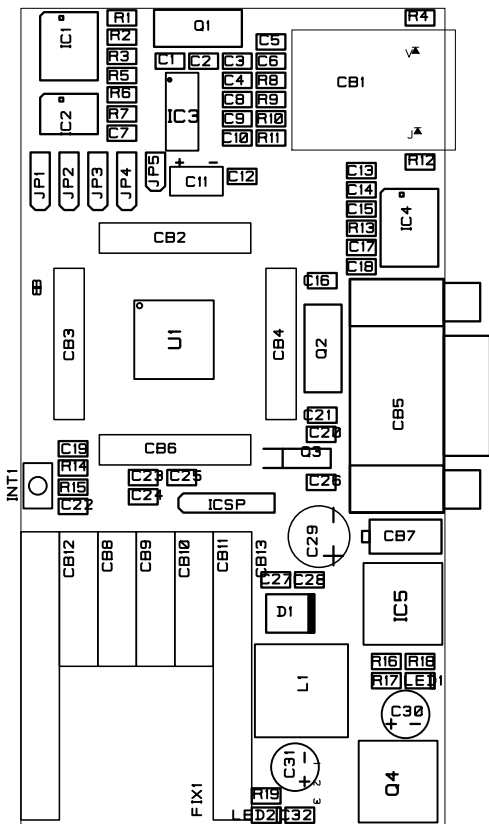 R1
R2
R3
R5
R6
R7
C7
IC1
IC2
Q1
C1
C2
C3
C4
C8
C9
C10
C5
C6
R8
R9
R10
R11
R4
CB1
R12
IC3
JP1
JP2
JP3
JP4
JP5
+ -
C11
C12
C13
C14
C15
R13
C17
C18
IC4
CB2
CB3
U1
CB4
C16
Q2
CB5
C21
C20
Q3
C26
CB6
C19
R14
R15
C22
INT1
C23
C25
C24
ICSP
C29
- +
CB7
CB12
CB8
CB9
CB10
CB11
CB13
C27
C28
D1
IC5
L1
R16
R18
R17
LED1
C30
+ -
C31
- +
1 2 3
Q4
R19
LED2
C32
FIX1